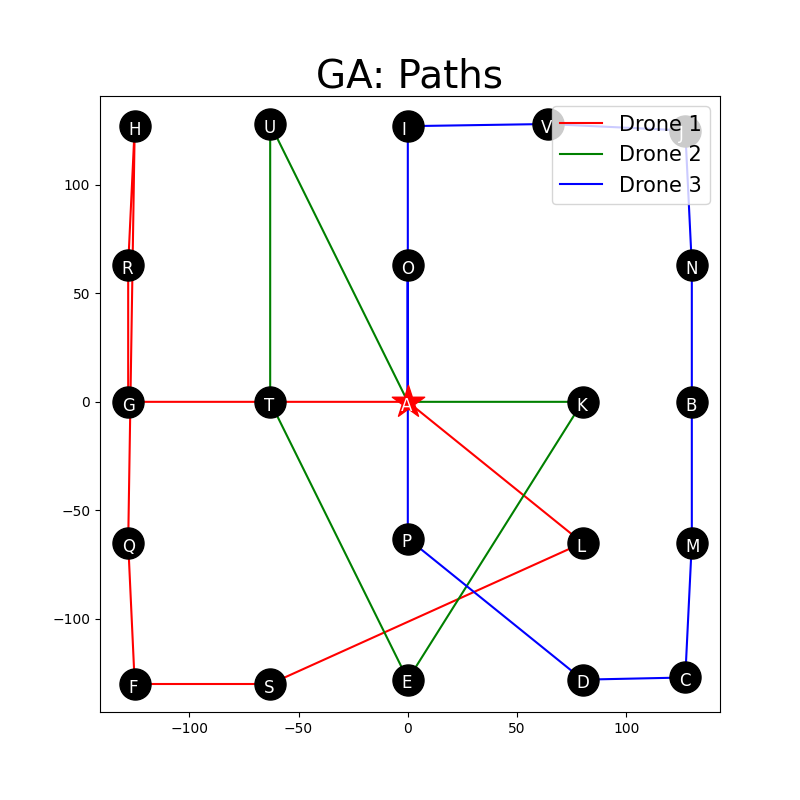 GA: Paths
H
U
I
V
J
Drone 1
Drone 2
Drone 3
100
R
O
N
50
0
G
T
A
K
B
−50
Q
P
L
M
−100
F
S
E
D
C
−100
−50
0
50
100